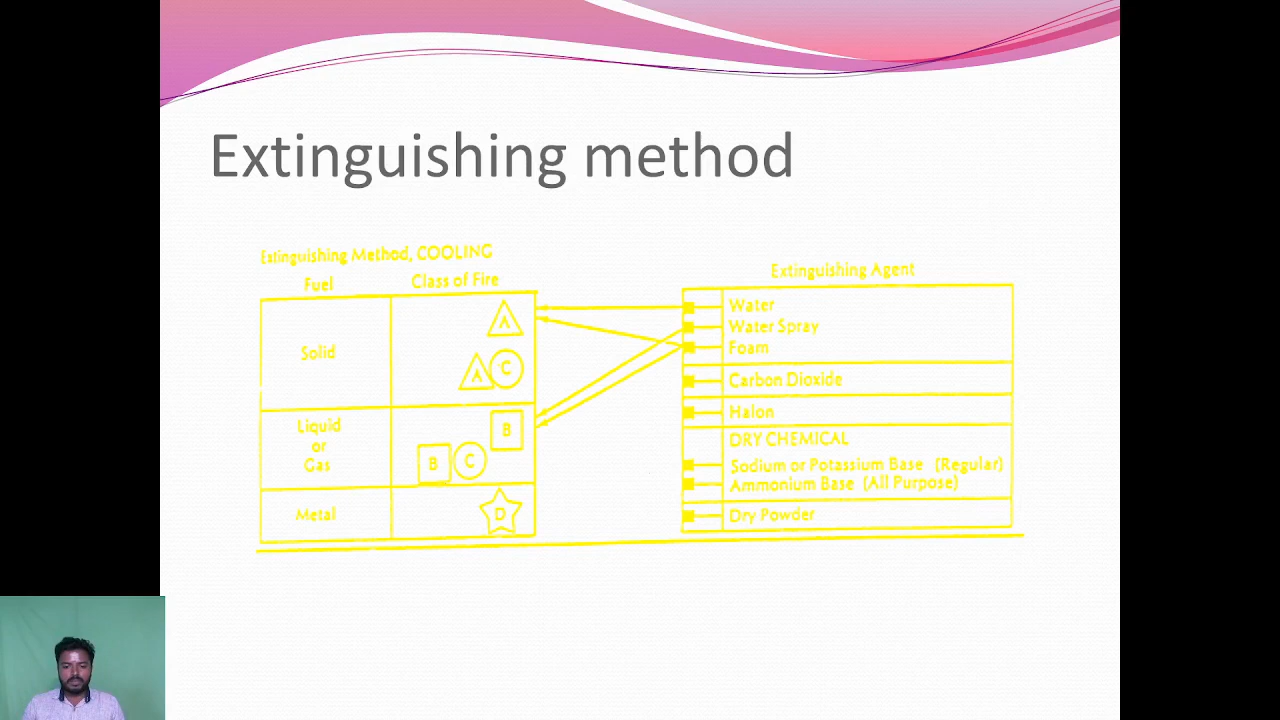 Extinguishing method
Extinguishing Method, COOLING
Fuel
Class of Fire
Extinguishing Agent
Solid
A
A C
Liquid
or
Gas
B
B C
Metal
D
Water
Water Spray
Foam
Carbon Dioxide
Halon
DRY CHEMICAL
Sodium or Potassium Base (Regular)
Ammonium Base (All Purpose)
Dry Powder